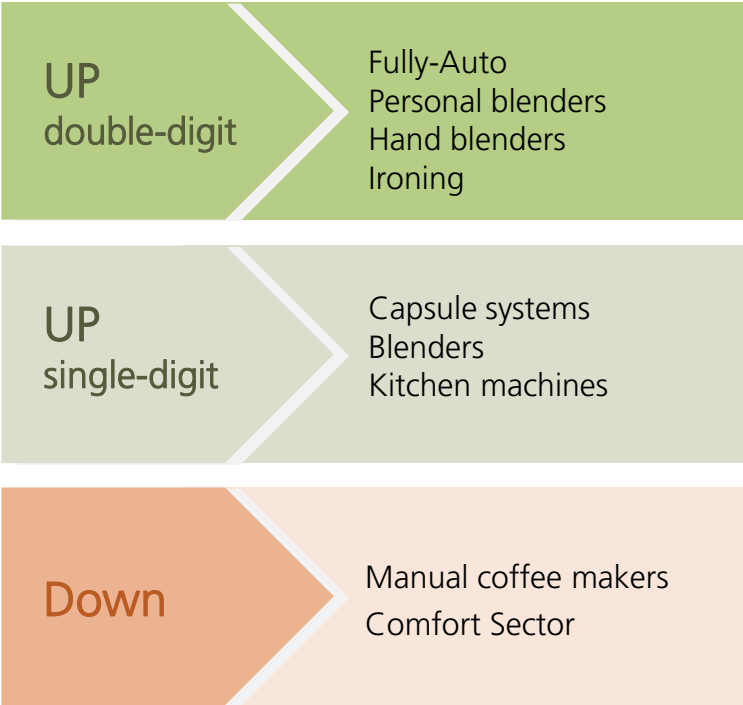 UP
double-digit
Fully-Auto
Personal blenders
Hand blenders
Ironing
UP
single-digit
Capsule systems
Blenders
Kitchen machines
Down
Manual coffee makers
Comfort Sector